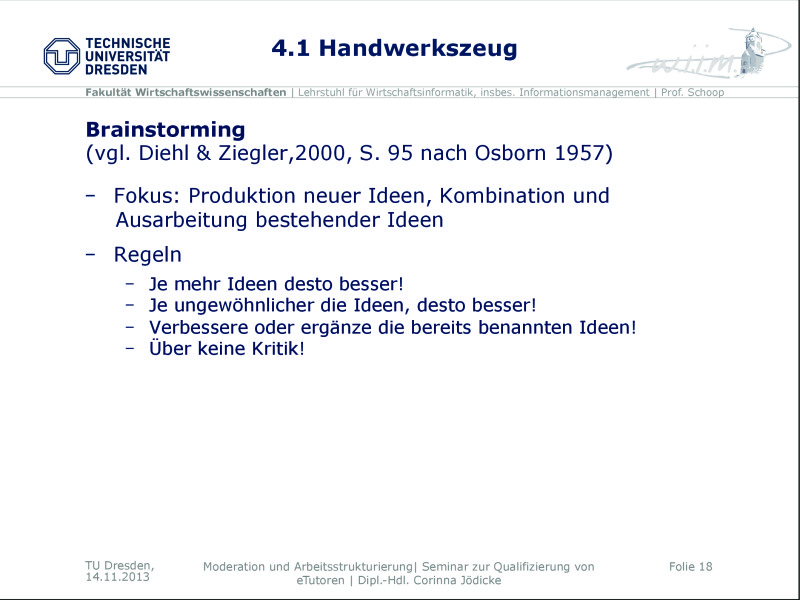 TECHNISCHE
UNIVERSITÄT
DRESDEN
4.1 Handwerkszeug
w.i.i.m.
Fakultät Wirtschaftswissenschaften | Lehrstuhl für Wirtschaftsinformatik, insbes. Informationsmanagement | Prof. Schoop
Brainstorming
(vgl. Diehl & Ziegler,2000, S. 95 nach Osborn 1957)
– Fokus: Produktion neuer Ideen, Kombination und
Ausarbeitung bestehender Ideen
– Regeln
– Je mehr Ideen desto besser!
– Je ungewöhnlicher die Ideen, desto besser!
– Verbessere oder ergänze die bereits benannten Ideen!
– Über keine Kritik!
TU Dresden,
14.11.2013
Moderation und Arbeitsstrukturierung| Seminar zur Qualifizierung von
eTutoren | Dipl.-Hdl. Corinna Jödicke
Folie 18